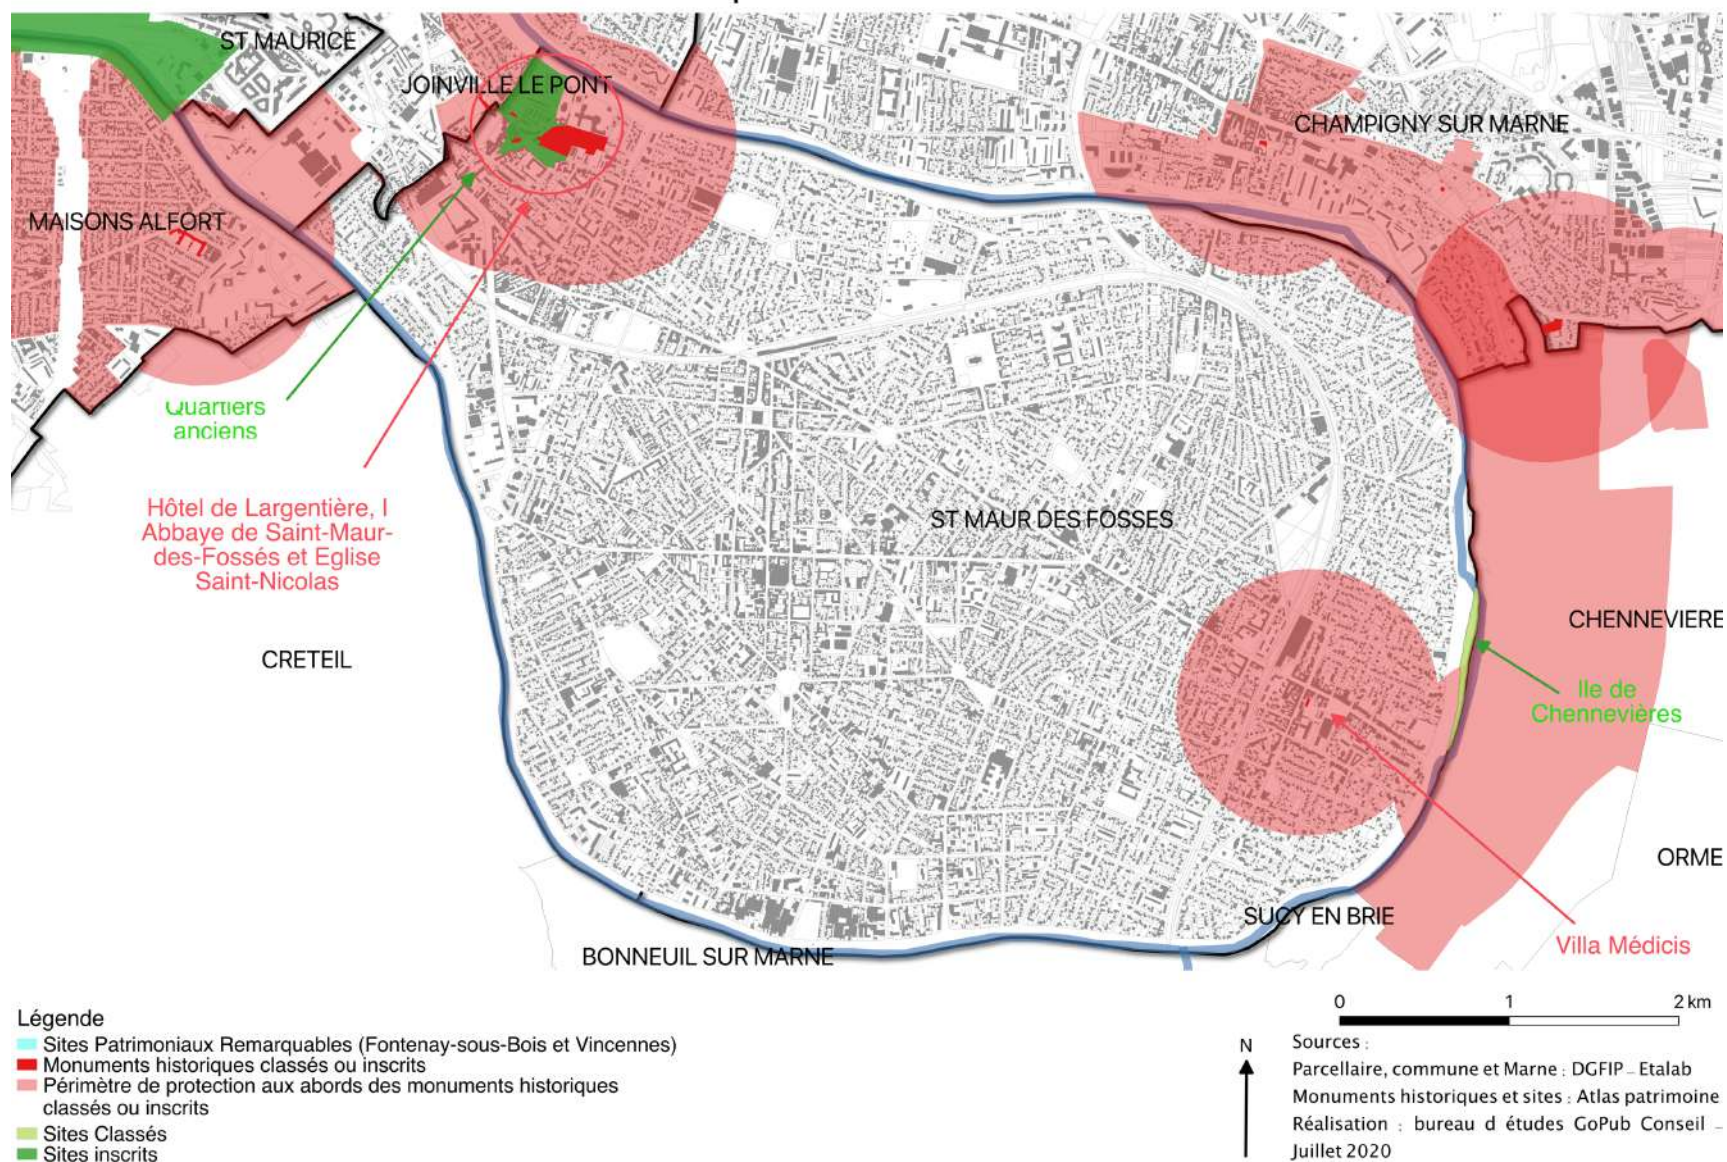 ST MAURICE
JOINVILLE LE PONT
CHAMPIGNY SUR MARNE
MAISONS ALFORT
Quartiers
anciens
Hôtel de Largentière, l
Abbaye de Saint-Maur-
des-Fossés et Eglise
Saint-Nicolas
ST MAUR DES FOSSES
CRETEIL
CHENNEVIERE
Ile de
Chennevières
ORME
SUCY EN BRIE
Villa Médicis
BONNEUIL SUR MARNE
Légende
Sites Patrimoniaux Remarquables (Fontenay-sous-Bois et Vincennes)
Monuments historiques classés ou inscrits
Périmètre de protection aux abords des monuments historiques
classés ou inscrits
Sites Classés
Sites inscrits
0 1 2 km
N
Sources :
Parcellaire, commune et Marne : DGFIP – Etalab
Monuments historiques et sites : Atlas patrimoine
Réalisation : bureau d études GoPub Conseil –
Juillet 2020